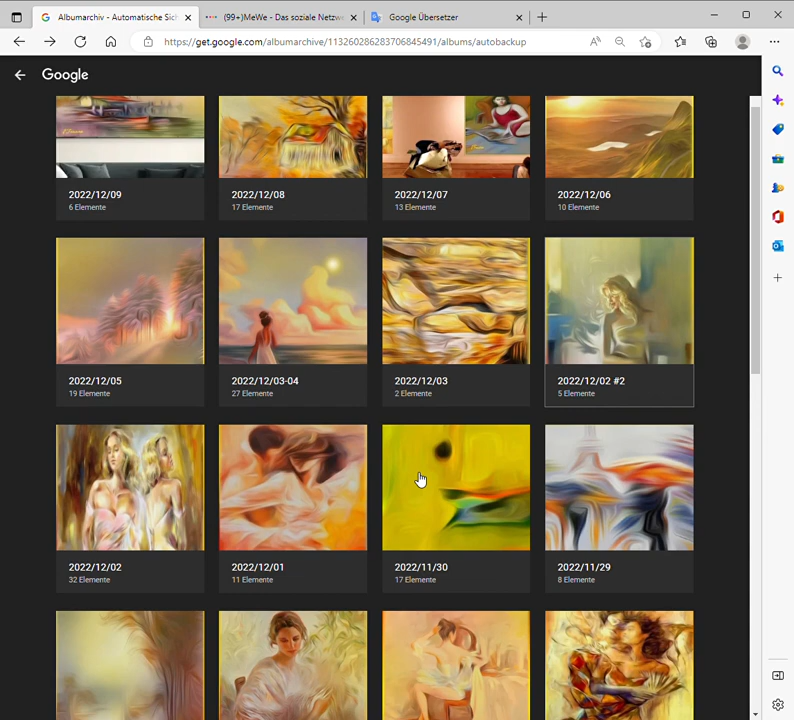 Albumarchiv - Automatische Sich
(99+)MeWe - Das soziale Netzwe
Google Übersetzer
https://get.google.com/albumarchive/113260286283706845491/albums/autobackup
Google
2022/12/09
6 Elemente
2022/12/08
17 Elemente
2022/12/07
13 Elemente
2022/12/06
10 Elemente
2022/12/05
19 Elemente
2022/12/03-04
27 Elemente
2022/12/03
2 Elemente
2022/12/02 #2
5 Elemente
2022/12/02
32 Elemente
2022/12/01
11 Elemente
2022/11/30
17 Elemente
2022/11/29
8 Elemente